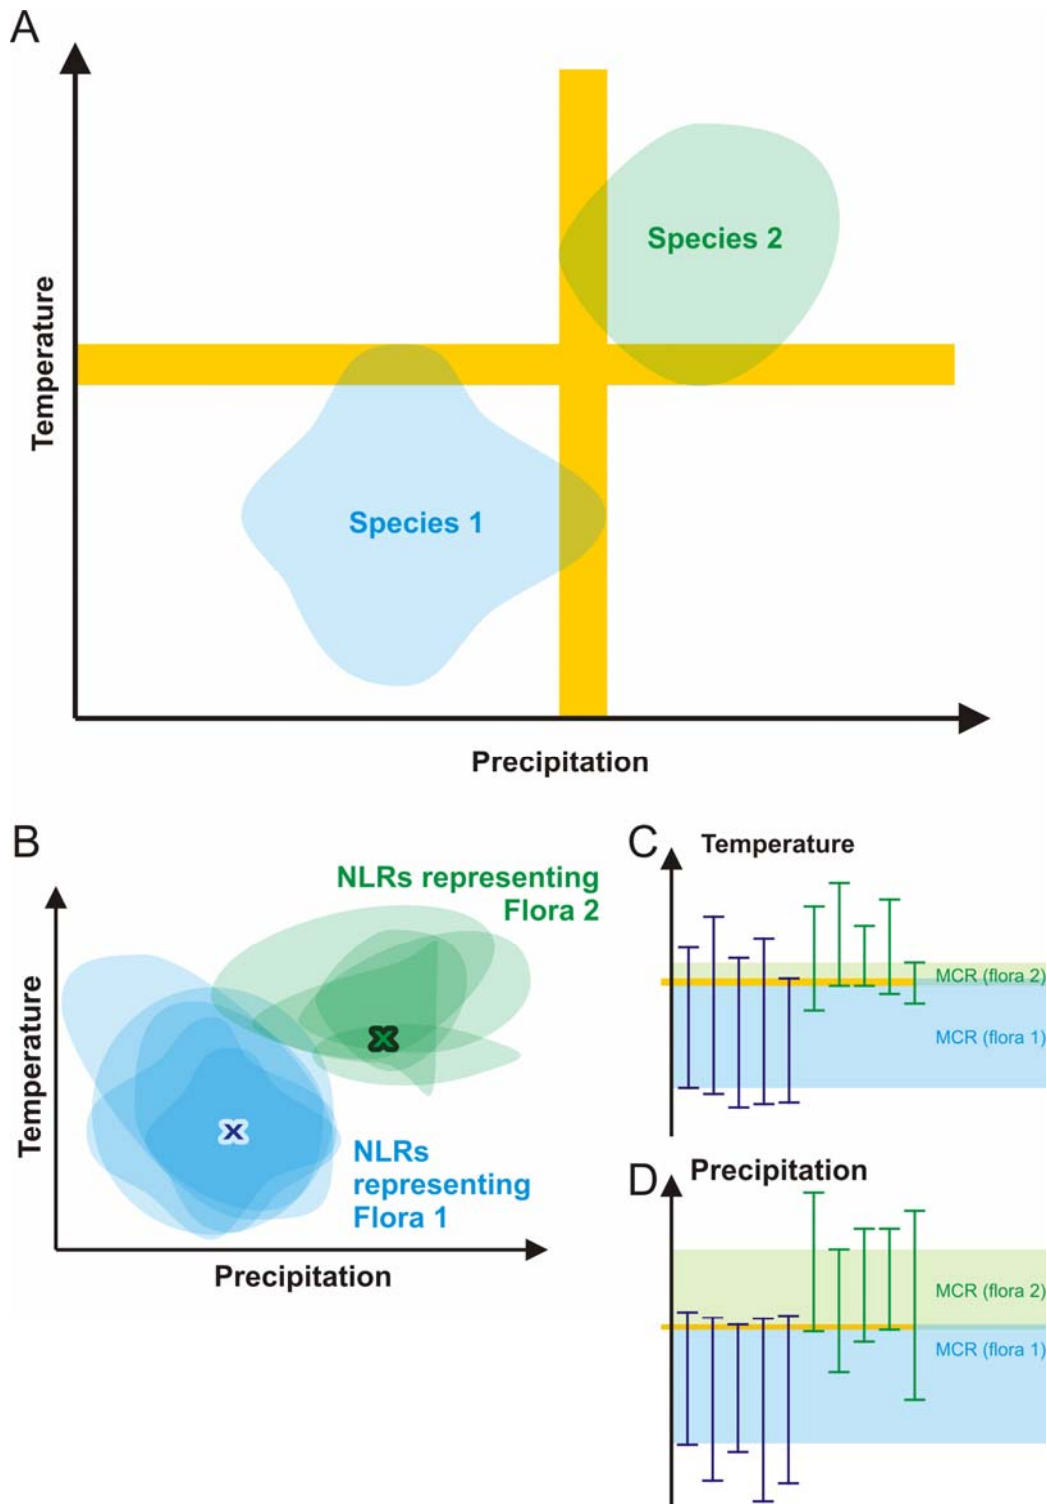 A
Temperature
Species 2
Species 1
Precipitation
B
NLRs representing
Flora 2
Temperature
x
x
NLRs
representing
Flora 1
Precipitation
C
Temperature
MCR (flora 2)
MCR (flora 1)
D
Precipitation
MCR (flora 2)
MCR (flora 1)